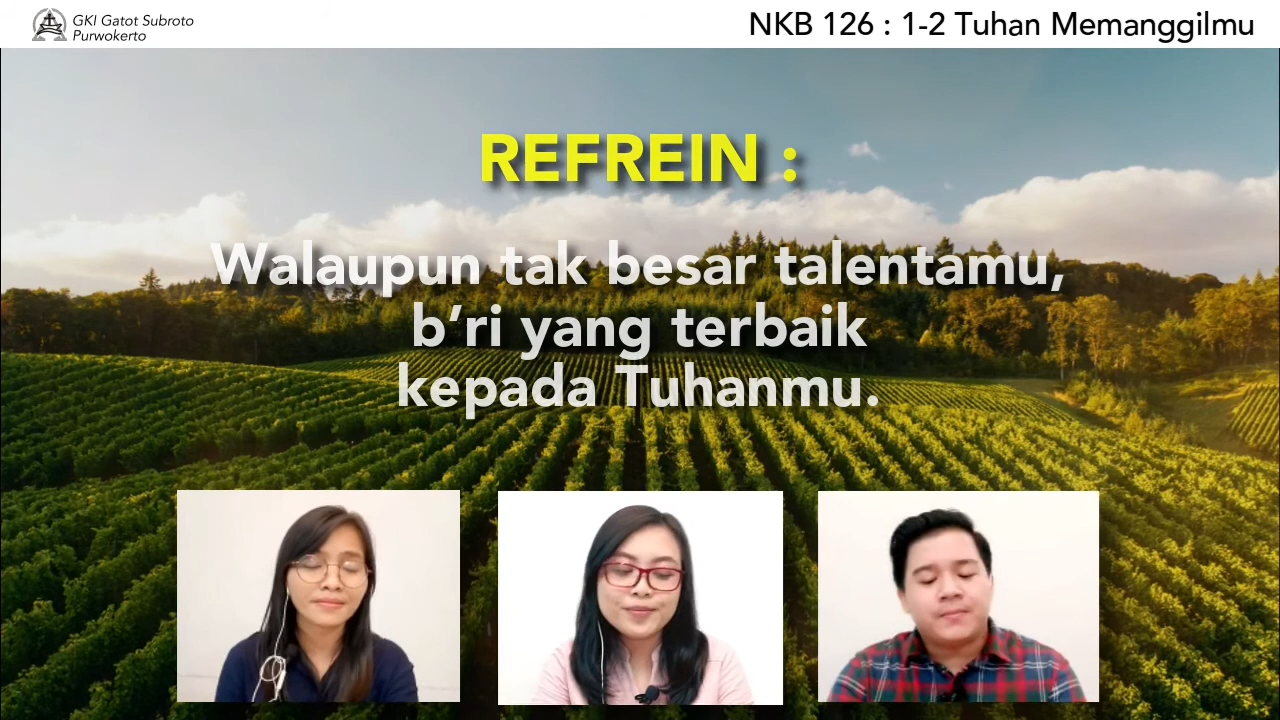 GKI Gatot Subroto
Purwokerto
NKB 126 : 1-2 Tuhan Memanggilmu
REFREIN :
Walaupun tak besar talentamu,
b’ri yang terbaik
kepada Tuhanmu.